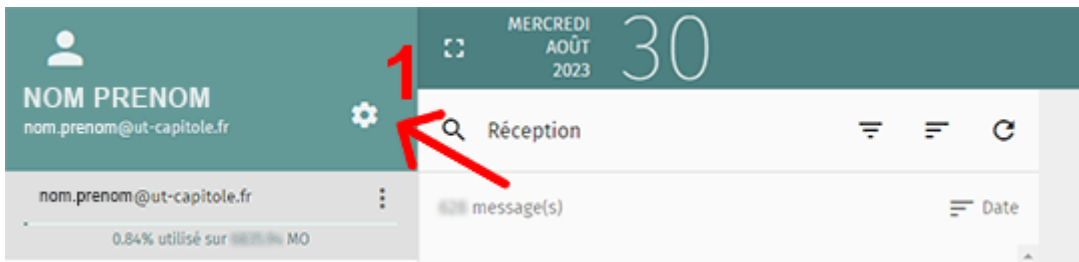 NOM PRENOM
nom.prenom@ut-capitole.fr
1
MERCREDI
AOÛT
2023
30
Réception
nom.prenom@ut-capitole.fr
0.84% utilisé sur MO
message(s)
Date